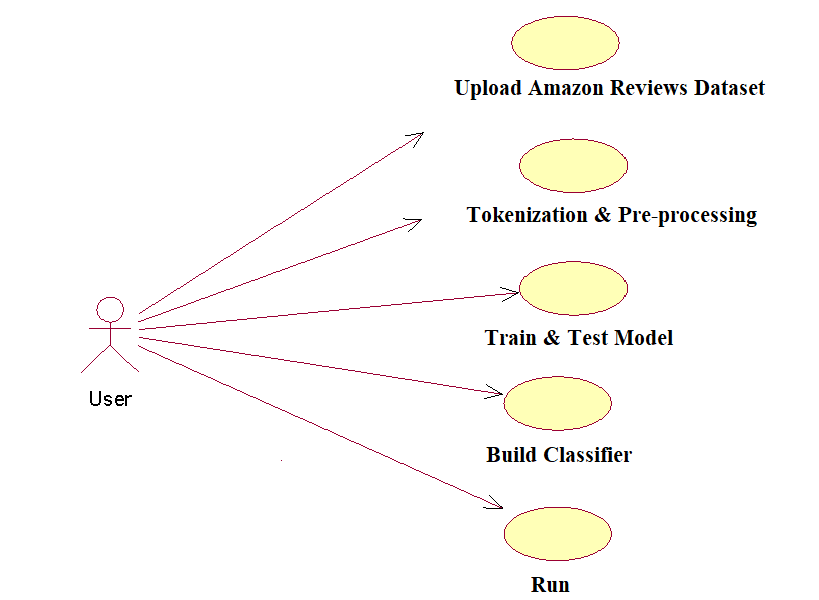 Upload Amazon Reviews Dataset
Tokenization & Pre-processing
Train & Test Model
User
Build Classifier
Run